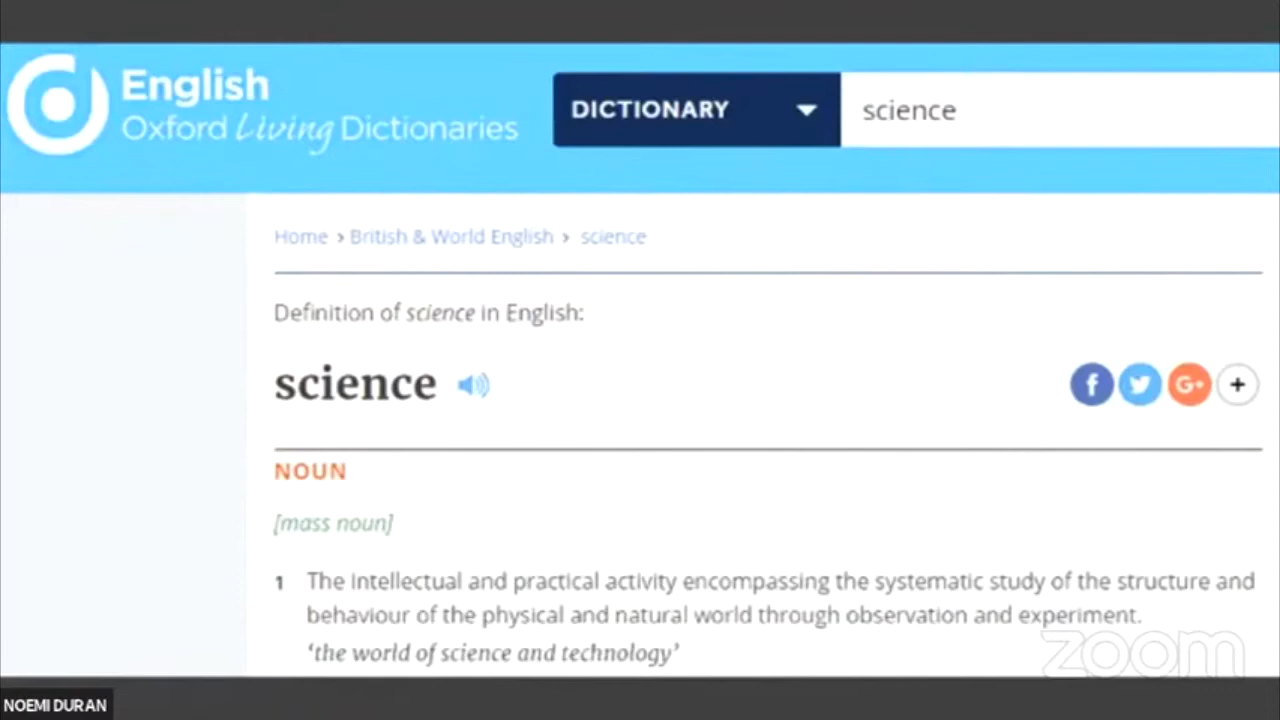 English
Oxford Living Dictionaries
DICTIONARY
science
Home › British & World English › science
Definition of science in English:
science
f
G+
+
NOUN
[mass noun]
1 The intellectual and practical activity encompassing the systematic study of the structure and
behaviour of the physical and natural world through observation and experiment.
‘the world of science and technology’
zoom
NOEMI DURAN